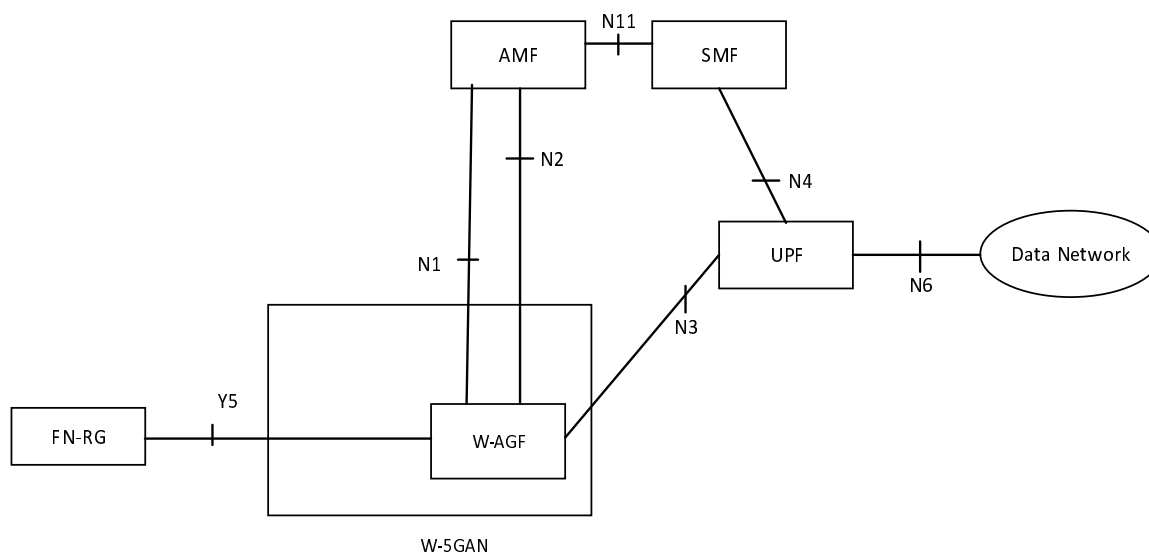 N11
AMF
SMF
N2
N4
N1
UPF
Data Network
N6
N3
Y5
FN-RG
W-AGF
W-5GAN